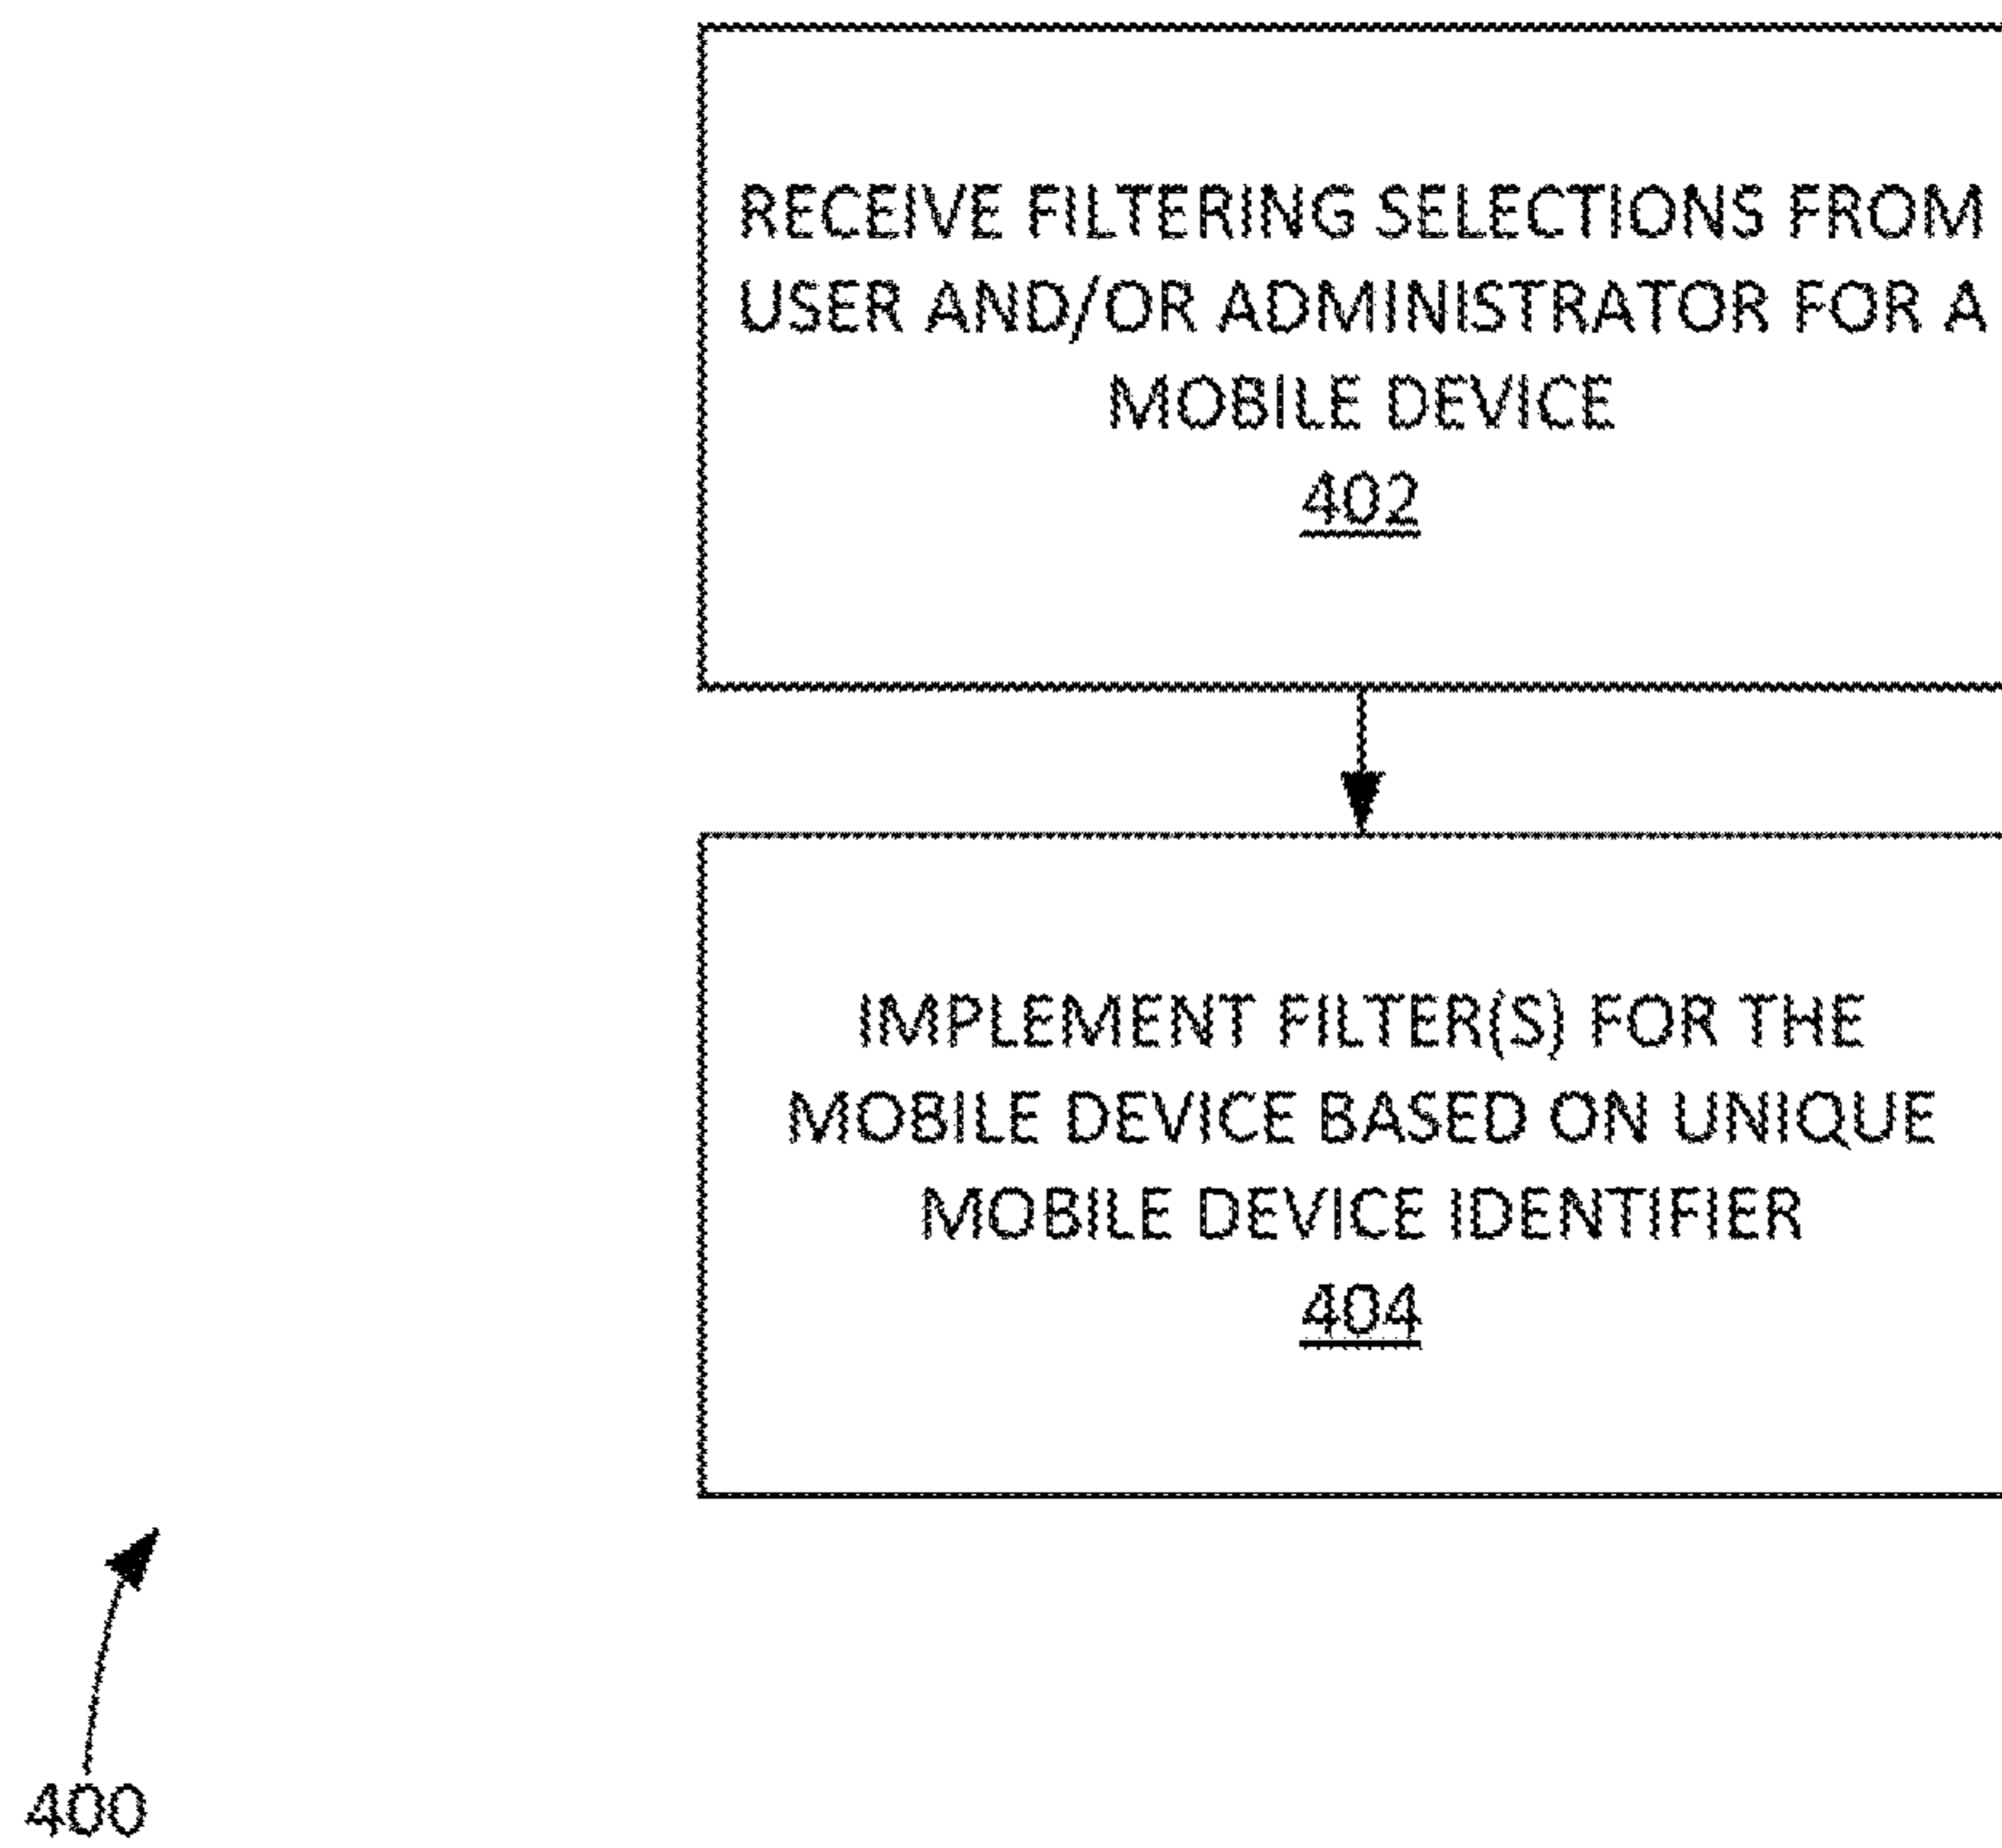 RECEIVE FILTERING SELECTIONS FROM
USER AND/OR ADMINISTRATOR FOR A
MOBILE DEVICE
402
IMPLEMENT FILTER(S) FOR THE
MOBILE DEVICE BASED ON UNIQUE
MOBILE DEVICE IDENTIFIER
404
400